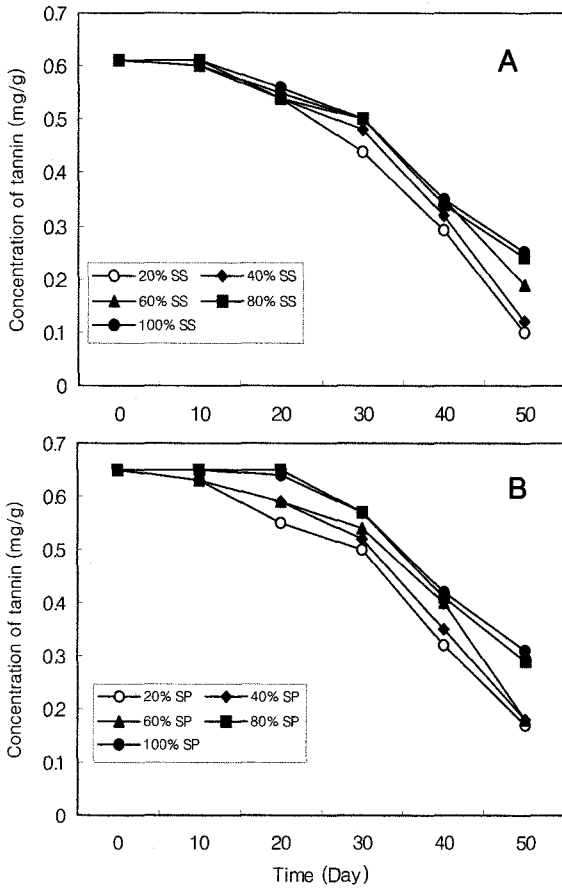 0.7
A
0.6
0.5
0.4
0.3
0.2
0.1
0
Concentration of tannin (mg/g)
20% SS 40% SS
60% SS 80% SS
100% SS
0 10 20 30 40 50
0.7
B
0.6
0.5
0.4
0.3
0.2
0.1
0
Concentration of tannin (mg/g)
20% SP 40% SP
60% SP 80% SP
100% SP
0 10 20 30 40 50
Time (Day)